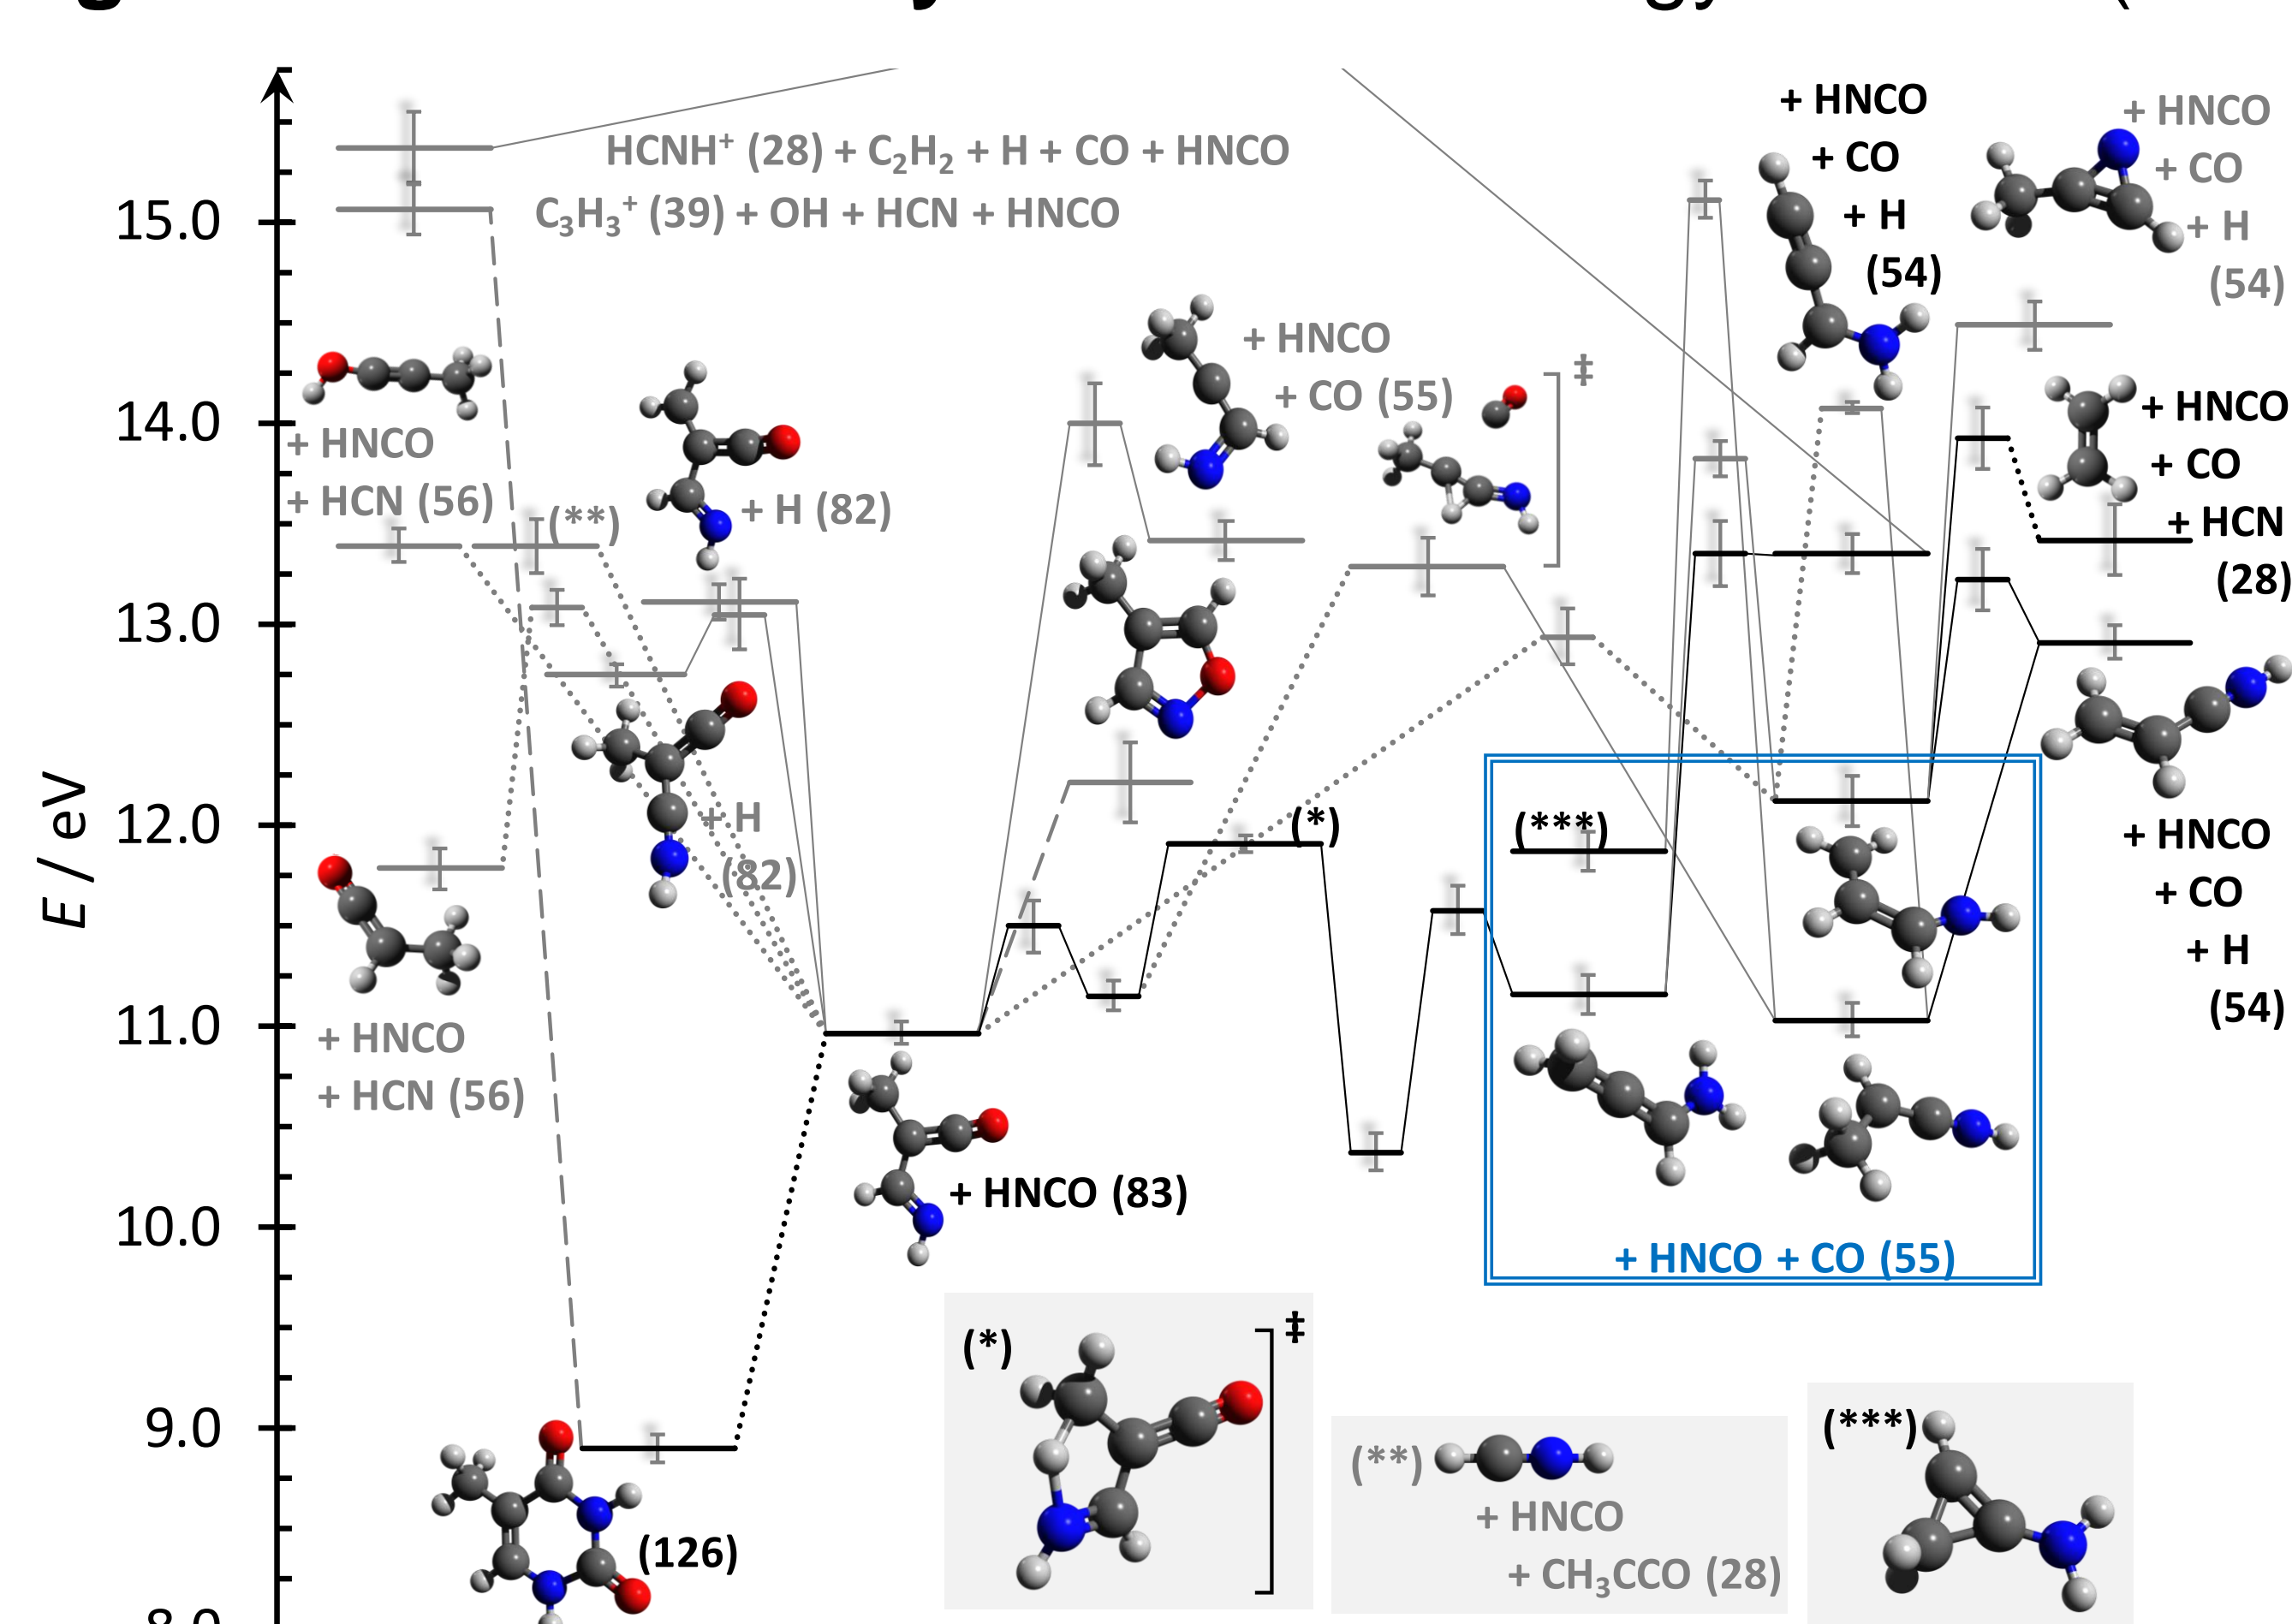 + HNCO
+ CO
+ H
(54)
+ HNCO
+ CO
+ H
(54)
HCNH⁺ (28) + C₂H₂ + H + CO + HNCO
C₃H₃⁺ (39) + OH + HCN + HNCO
15.0
+ HNCO
+ CO (55)
‡
14.0
+ HNCO
+ HCN (56)
(**)
+ H (82)
+ HNCO
+ CO
+ HCN
(28)
13.0
+ H
(82)
12.0
(*)
(***)
+ HNCO
+ CO
+ H
(54)
E / eV
11.0
+ HNCO
+ HCN (56)
+ HNCO (83)
10.0
+ HNCO + CO (55)
9.0
(126)
(*)
‡
(**)
+ HNCO
+ CH₃CCO (28)
(***)
8.0